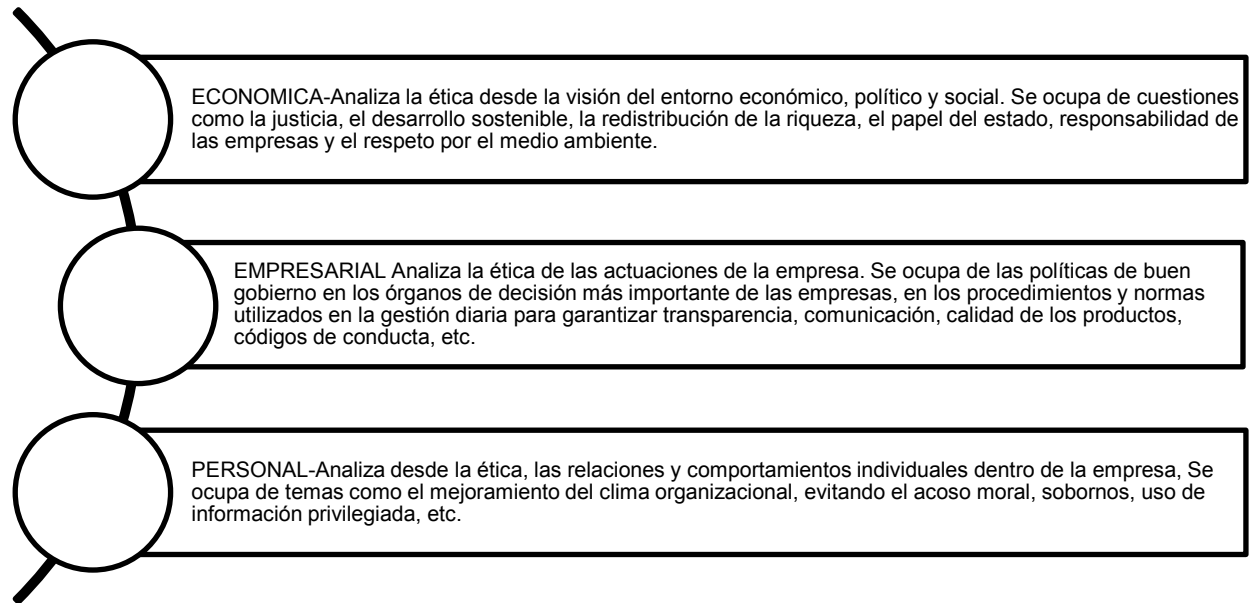 ECONOMICA-Analiza la ética desde la visión del entorno económico, político y social. Se ocupa de cuestiones
como la justicia, el desarrollo sostenible, la redistribución de la riqueza, el papel del estado, responsabilidad de
las empresas y el respeto por el medio ambiente.
EMPRESARIAL Analiza la ética de las actuaciones de la empresa. Se ocupa de las políticas de buen
gobierno en los órganos de decisión más importante de las empresas, en los procedimientos y normas
utilizados en la gestión diaria para garantizar transparencia, comunicación, calidad de los productos,
códigos de conducta, etc.
PERSONAL-Analiza desde la ética, las relaciones y comportamientos individuales dentro de la empresa, Se
ocupa de temas como el mejoramiento del clima organizacional, evitando el acoso moral, sobornos, uso de
información privilegiada, etc.